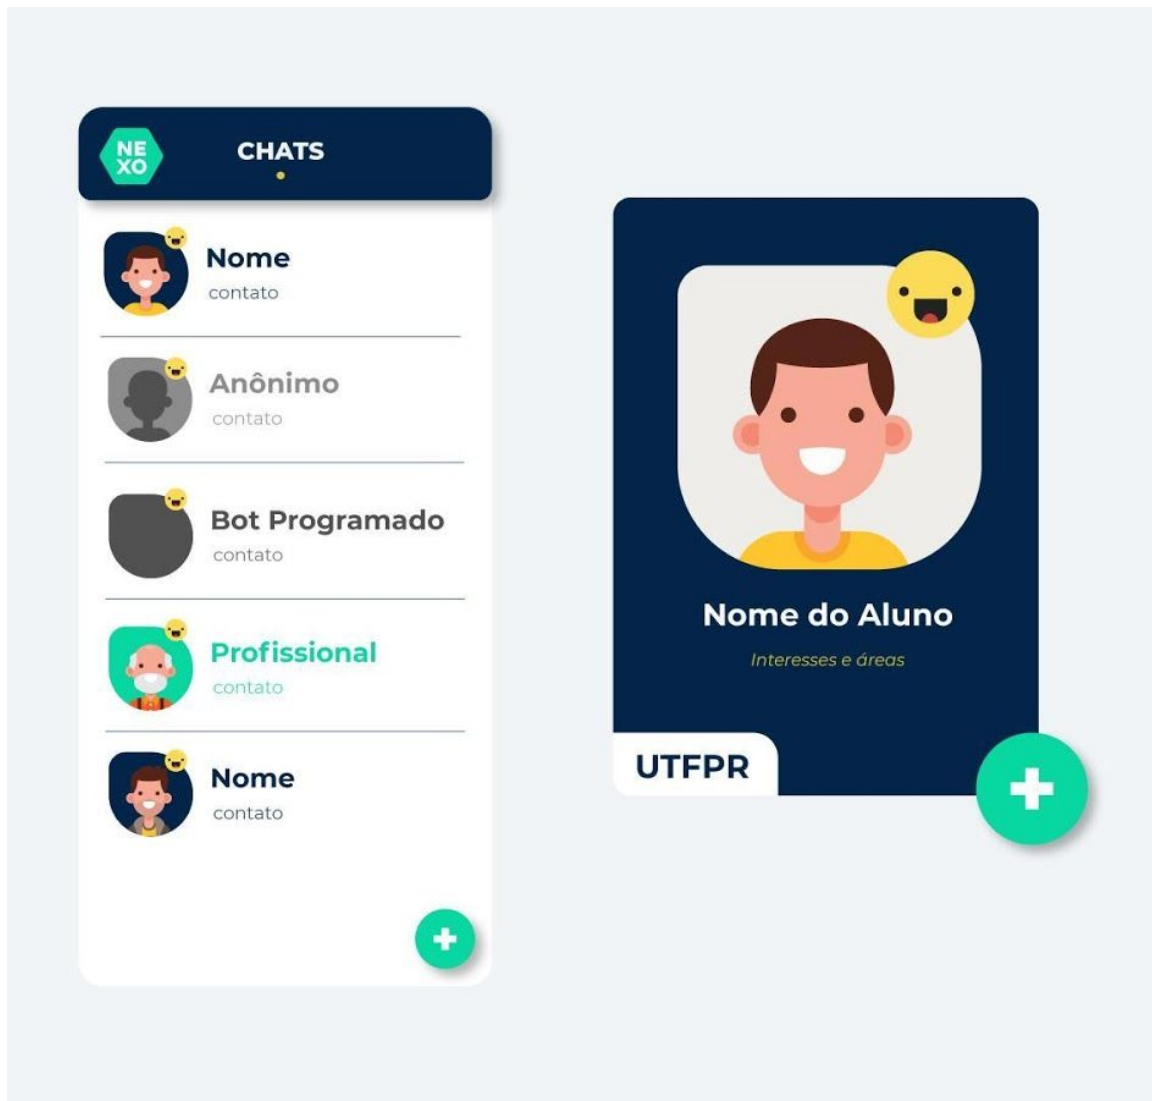 NE
XO
CHATS
Nome
contato
Anônimo
contato
Bot Programado
contato
Profissional
contato
Nome
contato
Nome do Aluno
Interesses e áreas
UTFPR